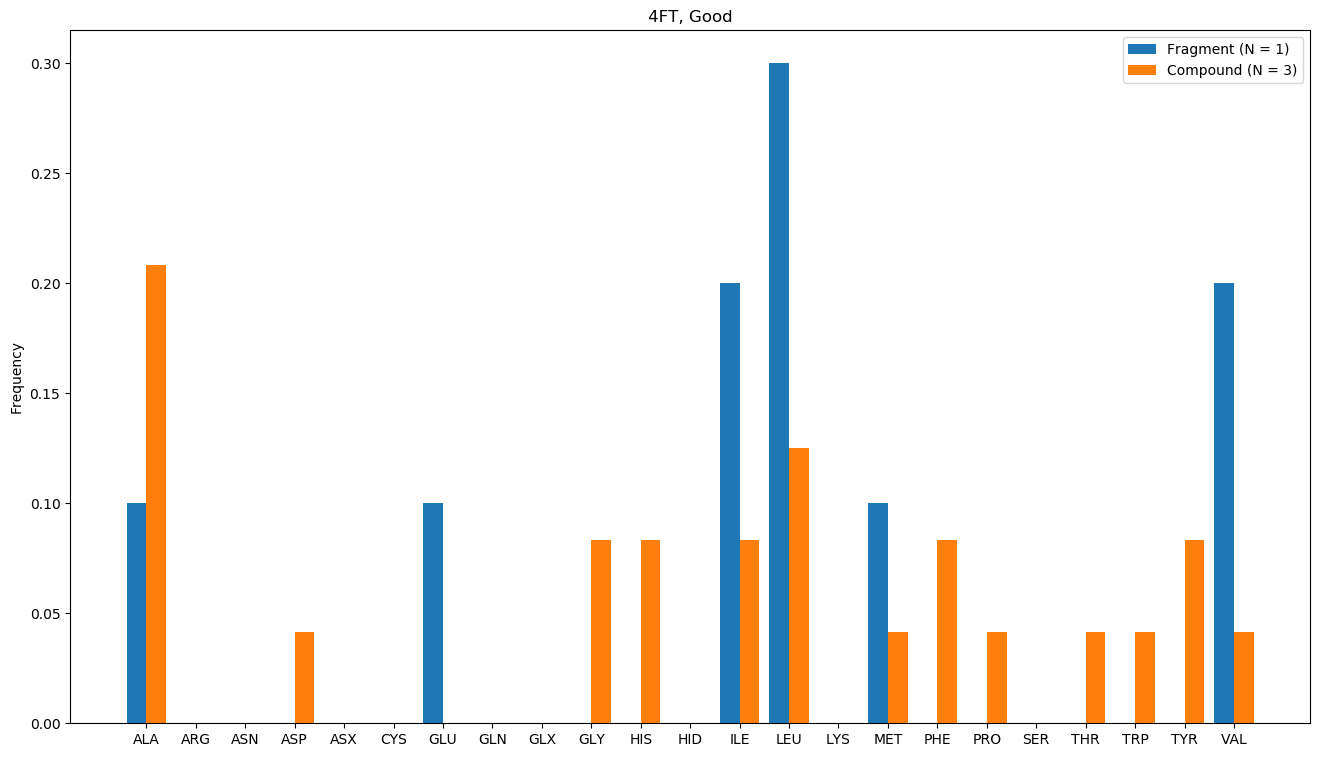 4FT, Good
Fragment (N = 1)
Compound (N = 3)
Frequency
0.30
0.25
0.20
0.15
0.10
0.05
0.00
ALA ARG ASN ASP ASX CYS GLU GLN GLX GLY HIS HID ILE LEU LYS MET PHE PRO SER THR TRP TYR VAL